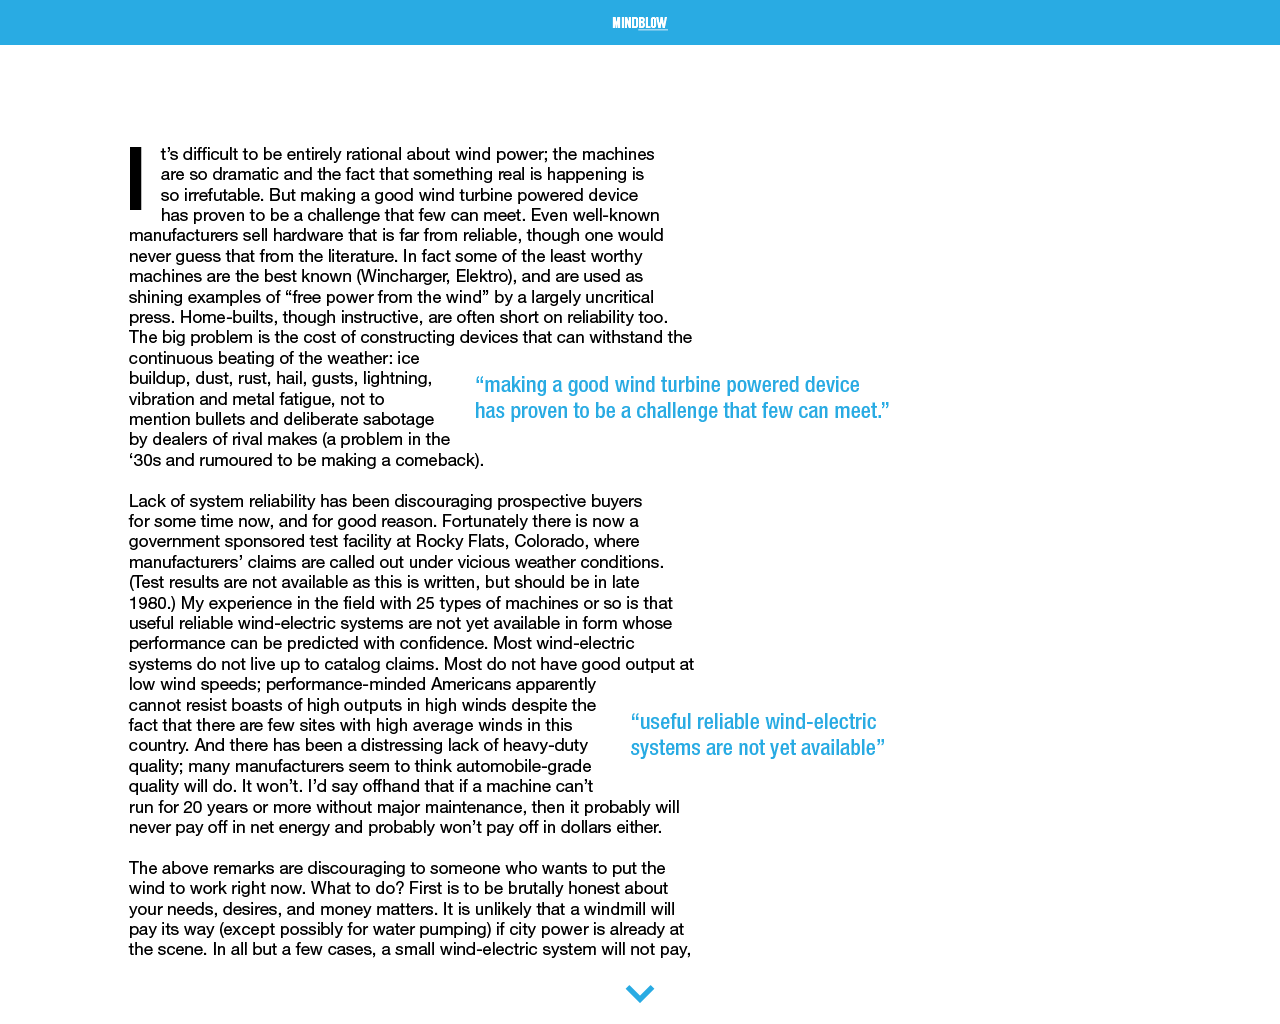 MINDBLOW
It’s difficult to be entirely rational about wind power; the machines
are so dramatic and the fact that something real is happening is
so irrefutable. But making a good wind turbine powered device
has proven to be a challenge that few can meet. Even well-known
manufacturers sell hardware that is far from reliable, though one would
never guess that from the literature. In fact some of the least worthy
machines are the best known (Wincharger, Elektro), and are used as
shining examples of “free power from the wind” by a largely uncritical
press. Home-builts, though instructive, are often short on reliability too.
The big problem is the cost of constructing devices that can withstand the
continuous beating of the weather: ice
buildup, dust, rust, hail, gusts, lightning,
vibration and metal fatigue, not to
mention bullets and deliberate sabotage
by dealers of rival makes (a problem in the
‘30s and rumoured to be making a comeback).
“making a good wind turbine powered device
has proven to be a challenge that few can meet.”
Lack of system reliability has been discouraging prospective buyers
for some time now, and for good reason. Fortunately there is now a
government sponsored test facility at Rocky Flats, Colorado, where
manufacturers’ claims are called out under vicious weather conditions.
(Test results are not available as this is written, but should be in late
1980.) My experience in the field with 25 types of machines or so is that
useful reliable wind-electric systems are not yet available in form whose
performance can be predicted with confidence. Most wind-electric
systems do not live up to catalog claims. Most do not have good output at
low wind speeds; performance-minded Americans apparently
cannot resist boasts of high outputs in high winds despite the
fact that there are few sites with high average winds in this
country. And there has been a distressing lack of heavy-duty
quality; many manufacturers seem to think automobile-grade
quality will do. It won’t. I’d say offhand that if a machine can’t
run for 20 years or more without major maintenance, then it probably will
never pay off in net energy and probably won’t pay off in dollars either.
“useful reliable wind-electric
systems are not yet available”
The above remarks are discouraging to someone who wants to put the
wind to work right now. What to do? First is to be brutally honest about
your needs, desires, and money matters. It is unlikely that a windmill will
pay its way (except possibly for water pumping) if city power is already at
the scene. In all but a few cases, a small wind-electric system will not pay,